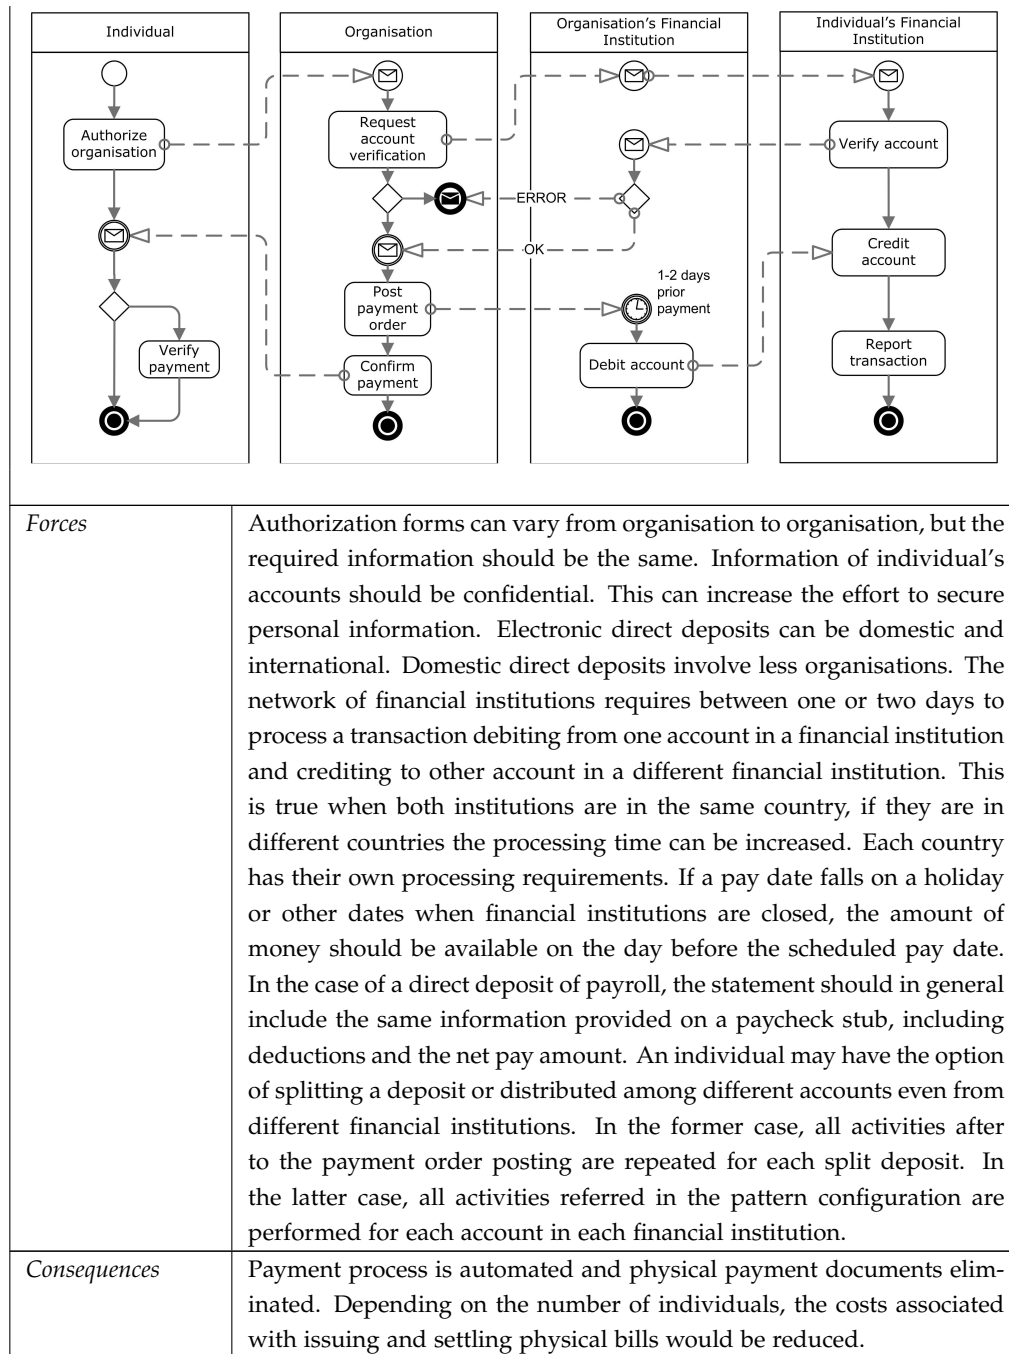 Individual
Organisation
Organisation's Financial
Institution
Individual's Financial
Institution
Authorize
organisation
Request
account
verification
Verify account
ERROR
OK
Credit
account
1-2 days
prior
payment
Post
payment
order
Verify
payment
Confirm
payment
Debit account
Report
transaction
Forces
Authorization forms can vary from organisation to organisation, but the
required information should be the same. Information of individual's
accounts should be confidential. This can increase the effort to secure
personal information. Electronic direct deposits can be domestic and
international. Domestic direct deposits involve less organisations. The
network of financial institutions requires between one or two days to
process a transaction debiting from one account in a financial institution
and crediting to other account in a different financial institution. This
is true when both institutions are in the same country, if they are in
different countries the processing time can be increased. Each country
has their own processing requirements. If a pay date falls on a holiday
or other dates when financial institutions are closed, the amount of
money should be available on the day before the scheduled pay date.
In the case of a direct deposit of payroll, the statement should in general
include the same information provided on a paycheck stub, including
deductions and the net pay amount. An individual may have the option
of splitting a deposit or distributed among different accounts even from
different financial institutions. In the former case, all activities after
to the payment order posting are repeated for each split deposit. In
the latter case, all activities referred in the pattern configuration are
performed for each account in each financial institution.
Consequences
Payment process is automated and physical payment documents elim-
inated. Depending on the number of individuals, the costs associated
with issuing and settling physical bills would be reduced.